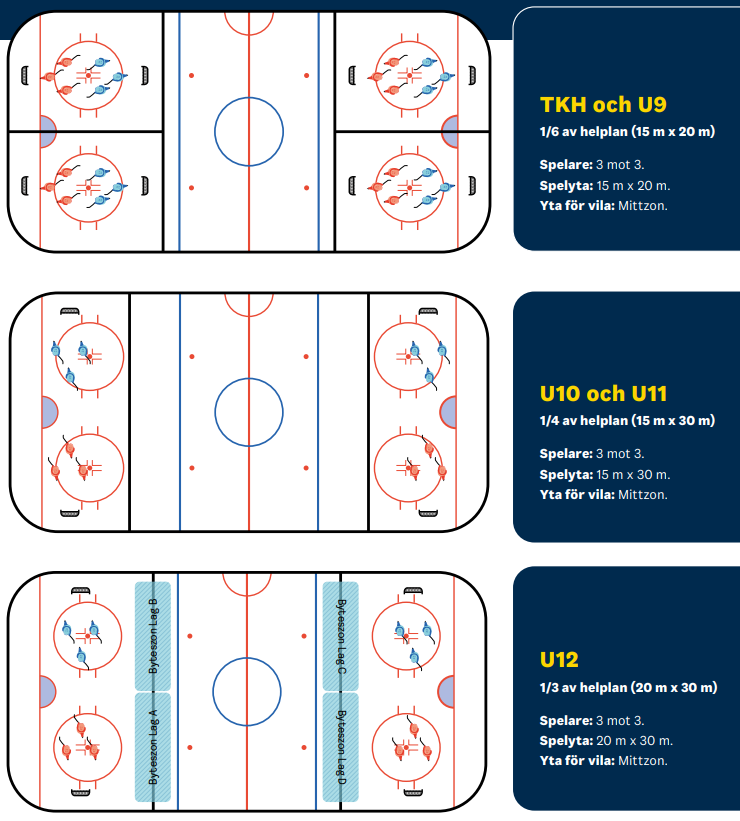 TKH och U9
1/6 av helplan (15 m x 20 m)
Spelare: 3 mot 3.
Spelyta: 15 m x 20 m.
Yta för vila: Mittzon.
U10 och U11
1/4 av helplan (15 m x 30 m)
Spelare: 3 mot 3.
Spelyta: 15 m x 30 m.
Yta för vila: Mittzon.
Byteszon Lag B
Byteszon Lag C
Byteszon Lag A
Byteszon Lag D
U12
1/3 av helplan (20 m x 30 m)
Spelare: 3 mot 3.
Spelyta: 20 m x 30 m.
Yta för vila: Mittzon.